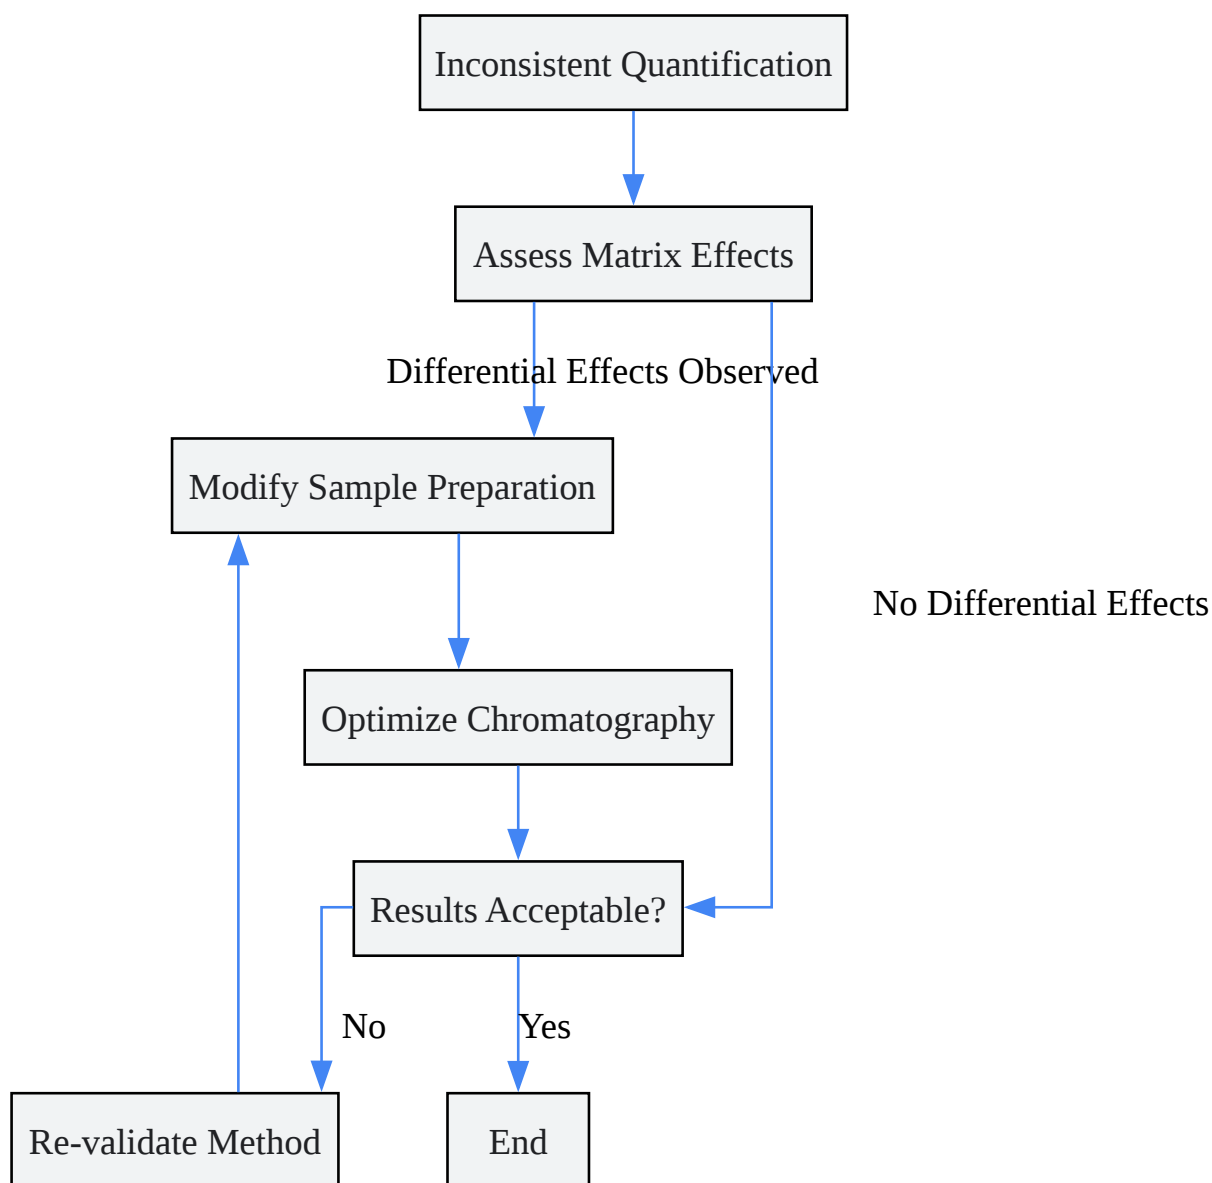 Inconsistent Quantification
Assess Matrix Effects
Differential Effects Observed
Modify Sample Preparation
No Differential Effects
Optimize Chromatography
Results Acceptable?
No
Yes
Re-validate Method
End